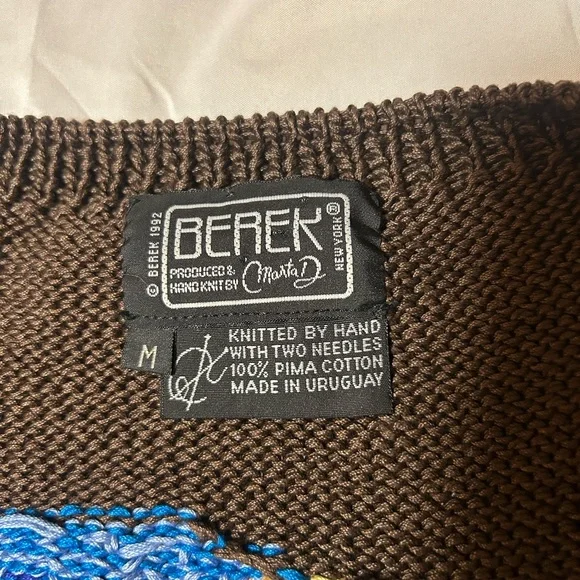 © BEREK 1992
BEREK
PRODUCED &
HAND KNIT BY Marta D
NEW YORK ®
M
KNITTED BY HAND
WITH TWO NEEDLES
100% PIMA COTTON
MADE IN URUGUAY